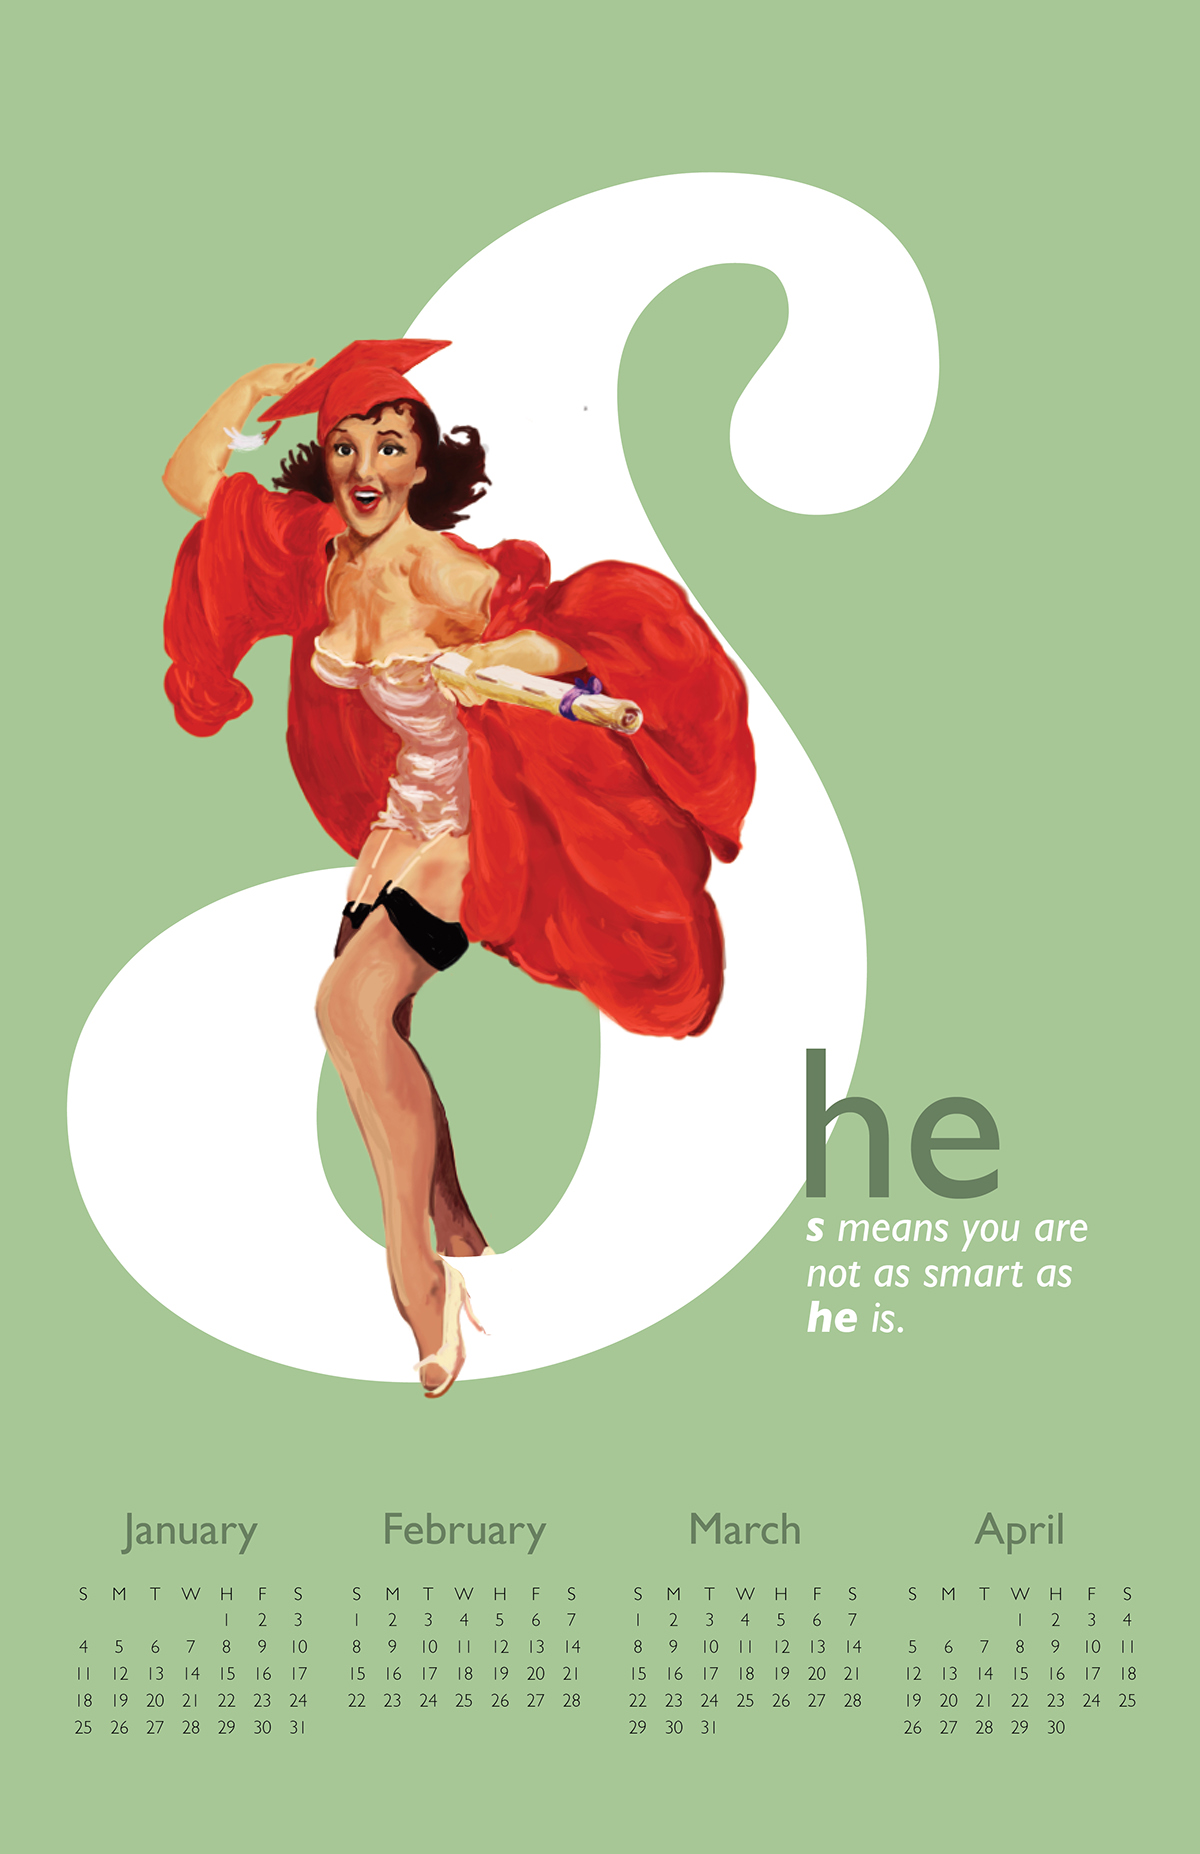 S
he
s means you are
not as smart as
he is.
January February March April
S M T W H F S S M T W H F S S M T W H F S S M T W H F S
1 2 3 1 2 3 4 5 6 7 1 2 3 4 5 6 7 1 2 3 4
4 5 6 7 8 9 10 8 9 10 11 12 13 14 8 9 10 11 12 13 14 5 6 7 8 9 10 11
11 12 13 14 15 16 17 15 16 17 18 19 20 21 15 16 17 18 19 20 21 12 13 14 15 16 17 18
18 19 20 21 22 23 24 22 23 24 25 26 27 28 22 23 24 25 26 27 28 19 20 21 22 23 24 25
25 26 27 28 29 30 31 29 30 31 26 27 28 29 30